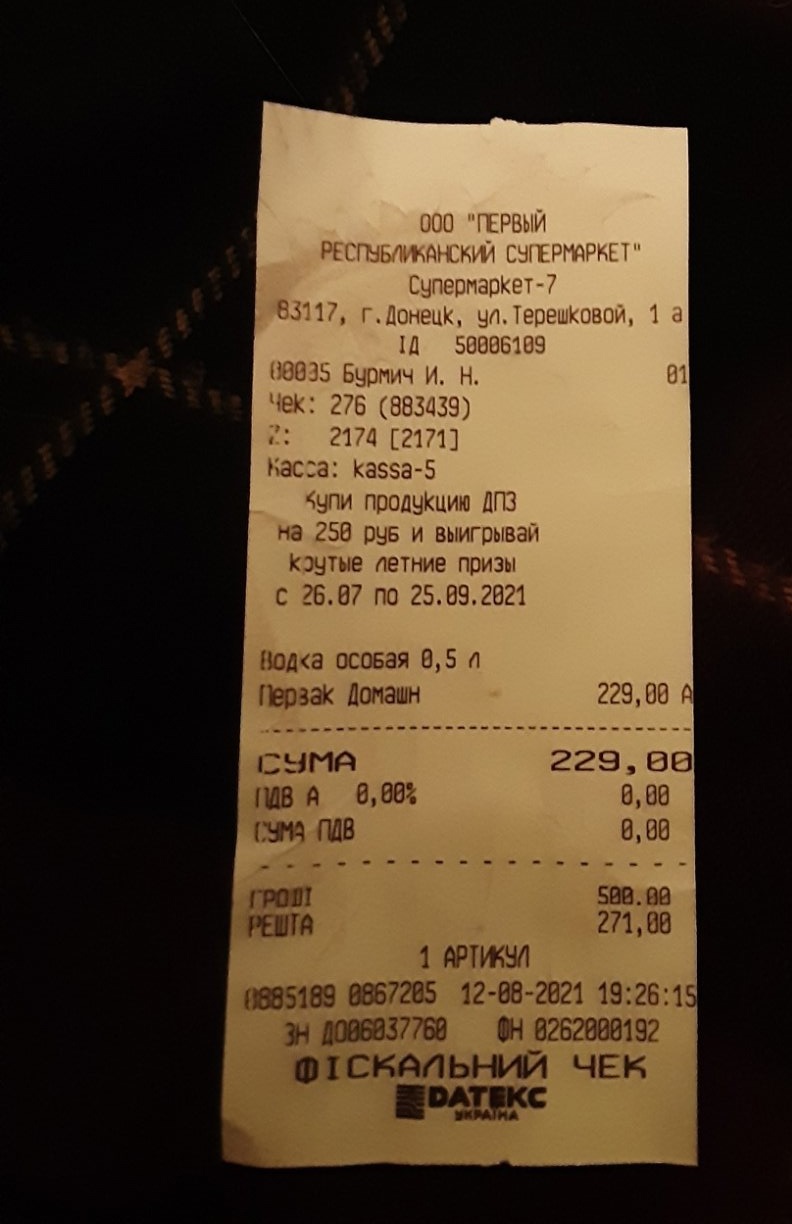 ООО "ПЕРВЫЙ
РЕСПУБЛИКАНСКИЙ СУПЕРМАРКЕТ"
Супермаркет-7
83117, г.Донецк, ул.Терешковой, 1 а
ІД 50006109
00035 Бурмич И. Н. 01
Чек: 276 (883439)
Z: 2174 [2171]
Касса: kassa-5
Купи продукцию ДПЗ
на 250 руб и выигрывай
крутые летние призы
с 26.07 по 25.09.2021
Водка особая 0,5 л
Первак Домашн 229,00 А
СУМА 229,00
ПДВ А 0,00% 0,00
СУМА ПДВ 0,00
ГРОШІ 500.00
РЕШТА 271,00
1 АРТИКУЛ
0885189 0867205 12-08-2021 19:26:15
ЗН ДО06037760 ФН 0262000192
ФІСКАЛЬНИЙ ЧЕК
DATEКС
УКРАЇНА